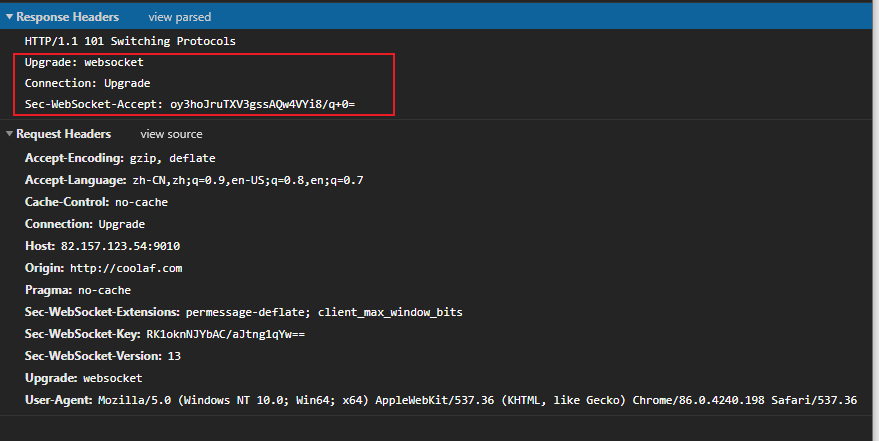 Response Headers view parsed
HTTP/1.1 101 Switching Protocols
Upgrade: websocket
Connection: Upgrade
Sec-WebSocket-Accept: oy3hoJruTXV3gssAQw4VYi8/q+0=
Request Headers view source
Accept-Encoding: gzip, deflate
Accept-Language: zh-CN,zh;q=0.9,en-US;q=0.8,en;q=0.7
Cache-Control: no-cache
Connection: Upgrade
Host: 82.157.123.54:9010
Origin: http://coolaf.com
Pragma: no-cache
Sec-WebSocket-Extensions: permessage-deflate; client_max_window_bits
Sec-WebSocket-Key: RK1oknNJYbAC/aJtng1qYw==
Sec-WebSocket-Version: 13
Upgrade: websocket
User-Agent: Mozilla/5.0 (Windows NT 10.0; Win64; x64) AppleWebKit/537.36 (KHTML, like Gecko) Chrome/86.0.4240.198 Safari/537.36